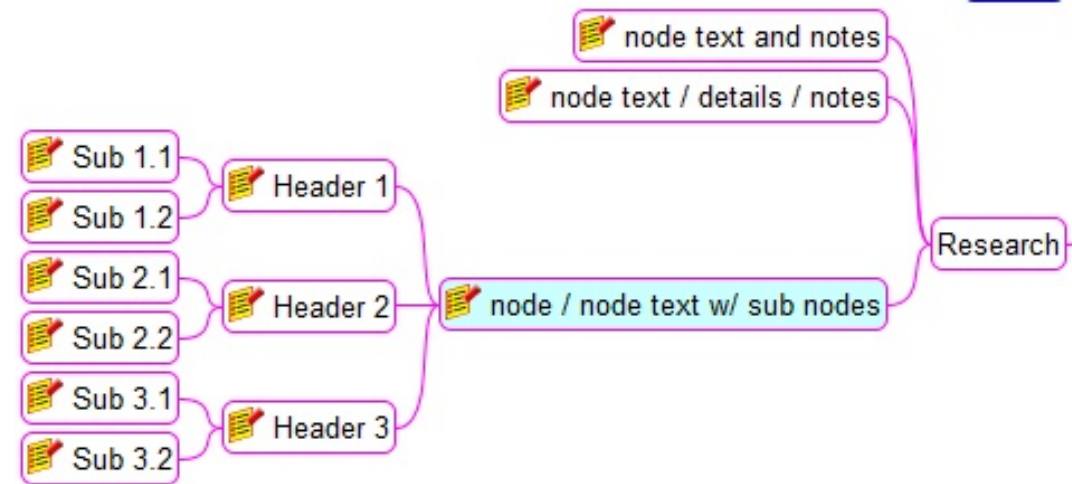 node text and notes
node text / details / notes
Sub 1.1
Header 1
Sub 1.2
Research
Sub 2.1
Header 2
node / node text w/ sub nodes
Sub 2.2
Sub 3.1
Header 3
Sub 3.2